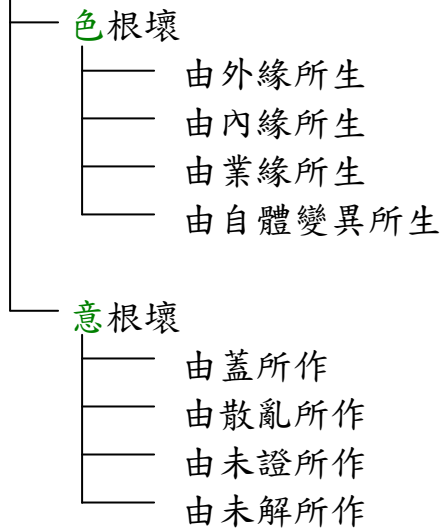 色根壞
由外緣所生
由內緣所生
由業緣所生
由自體變異所生
意根壞
由蓋所作
由散亂所作
由未證所作
由未解所作